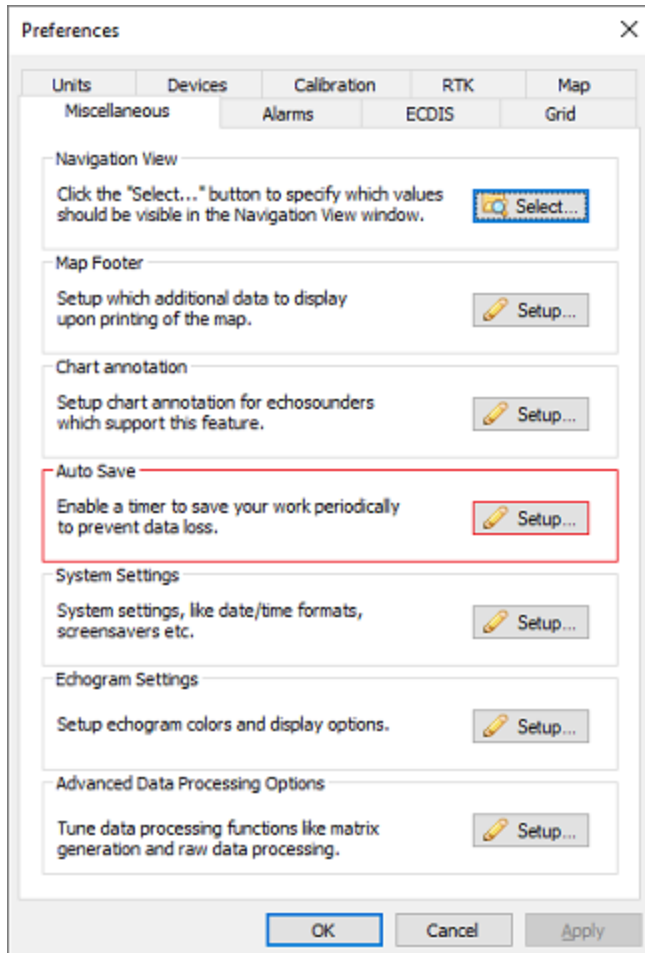 Preferences
Units Devices Calibration RTK Map
Miscellaneous Alarms ECDIS Grid
Navigation View
Click the "Select..." button to specify which values
should be visible in the Navigation View window.
Select...
Map Footer
Setup which additional data to display
upon printing of the map.
Setup...
Chart annotation
Setup chart annotation for echosounders
which support this feature.
Setup...
Auto Save
Enable a timer to save your work periodically
to prevent data loss.
Setup...
System Settings
System settings, like date/time formats,
screensavers etc.
Setup...
Echogram Settings
Setup echogram colors and display options.
Setup...
Advanced Data Processing Options
Tune data processing functions like matrix
generation and raw data processing.
Setup...
OK Cancel Apply